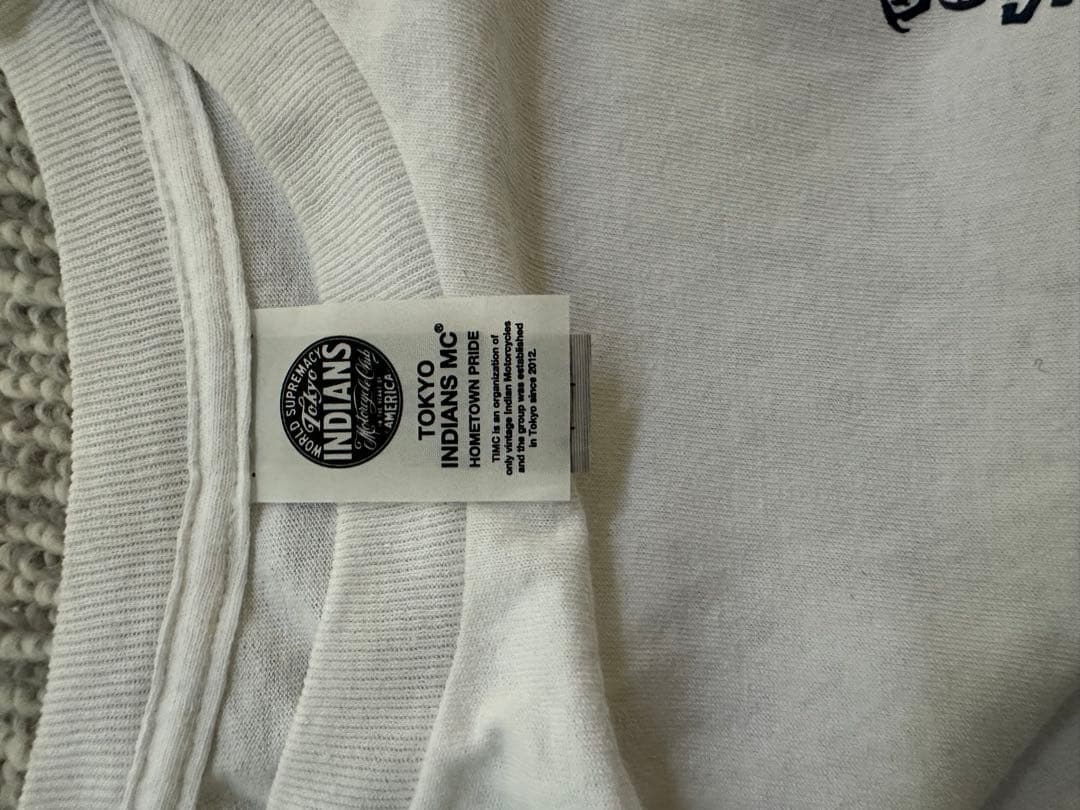 WORLD SUPREMACY
Tokyo
INDIANS
Motorcycle Club
AMERICA
TOKYO
INDIANS MC®
HOMETOWN PRIDE
TIMC is an organization of
only vintage Indian Motorcycles
and the group was established
in Tokyo since 2012.